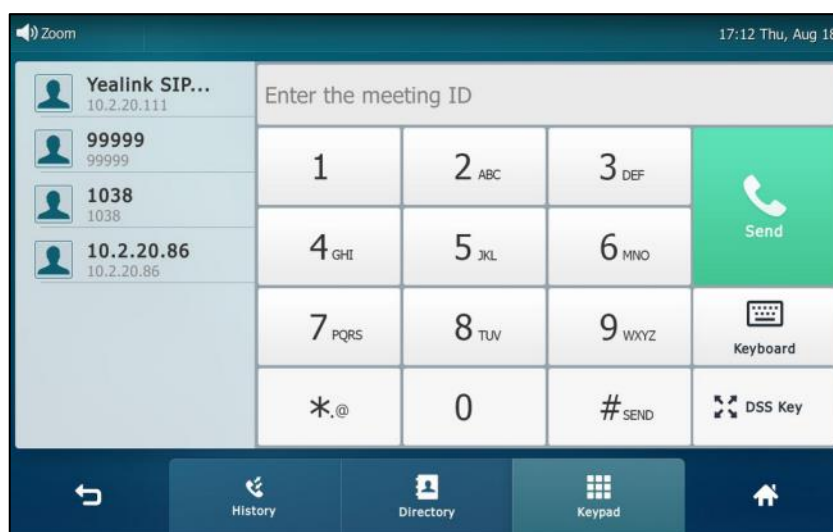 Zoom
17:12 Thu, Aug 18
Yealink SIP...
10.2.20.111
99999
99999
1038
1038
10.2.20.86
10.2.20.86
Enter the meeting ID
1
2 ABC
3 DEF
Send
4 GHI
5 JKL
6 MNO
7 PQRS
8 TUV
9 WXYZ
Keyboard
*.@
0
# SEND
DSS Key
History
Directory
Keypad